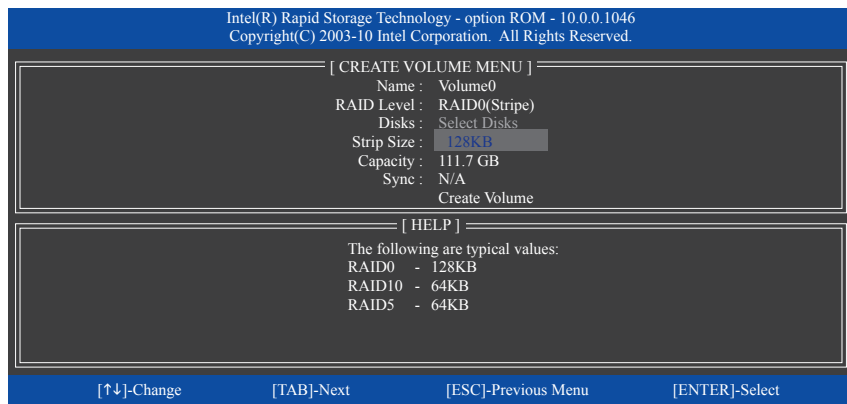 Intel(R) Rapid Storage Technology - option ROM - 10.0.0.1046
Copyright(C) 2003-10 Intel Corporation.  All Rights Reserved.
[ CREATE VOLUME MENU ]
Name :  Volume0
RAID Level :  RAID0(Stripe)
Disks :  Select Disks
Strip Size :  128KB
Capacity :  111.7 GB
Sync :  N/A
Create Volume
[ HELP ]
The following are typical values:
RAID0  -  128KB
RAID10  -  64KB
RAID5  -  64KB
[↑↓]-Change  [TAB]-Next  [ESC]-Previous Menu  [ENTER]-Select